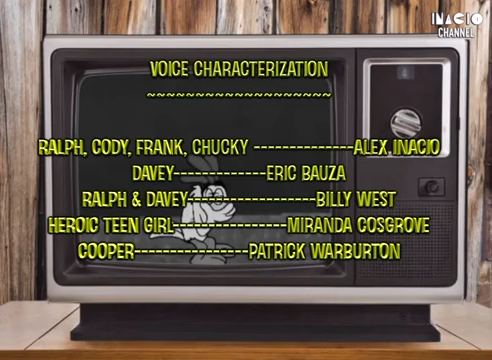 INACIO
CHANNEL
VOICE CHARACTERIZATION
~~~~~~~~~~~~~~~~~~~
RALPH, CODY, FRANK, CHUCKY --------------ALEX INACIO
DAVEY-------------ERIC BAUZA
RALPH & DAVEY------------------BILLY WEST
HEROIC TEEN GIRL----------------MIRANDA COSGROVE
COOPER----------------PATRICK WARBURTON